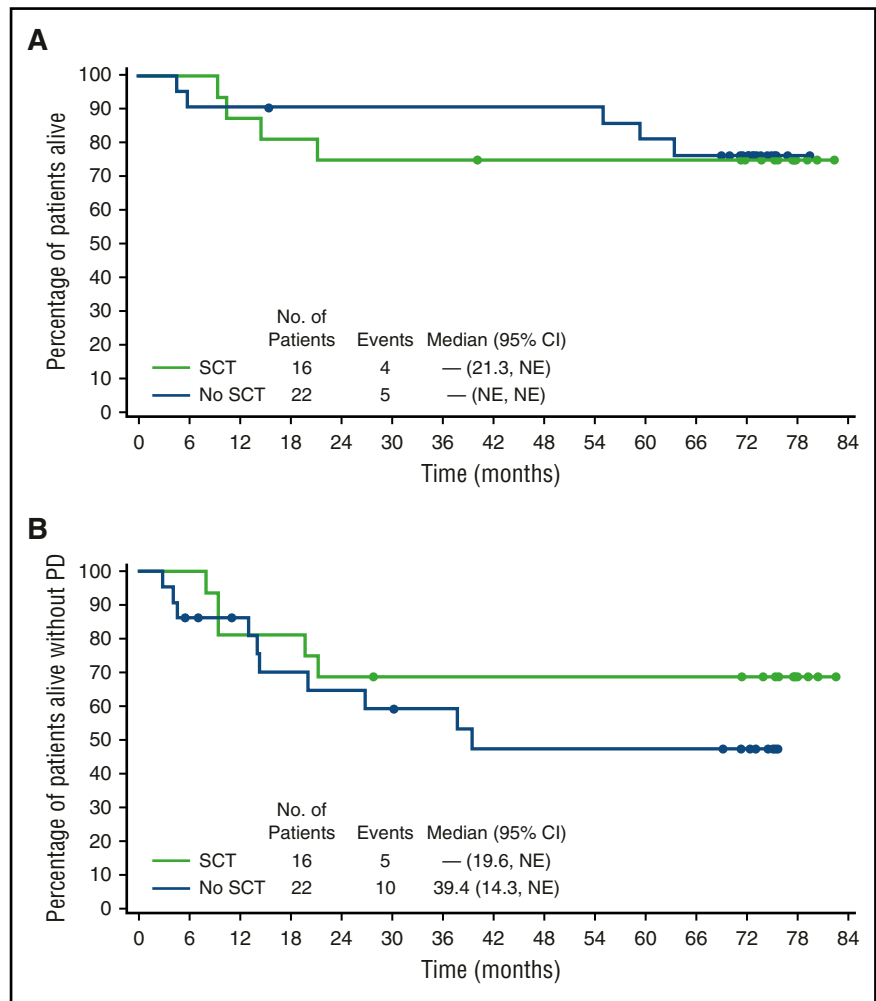 A
Percentage of patients alive
100
90
80
70
60
50
40
30
20
10
0
No. of
Patients Events Median (95% CI)
SCT 16 4 — (21.3, NE)
No SCT 22 5 — (NE, NE)
0 6 12 18 24 30 36 42 48 54 60 66 72 78 84
Time (months)
B
Percentage of patients alive without PD
100
90
80
70
60
50
40
30
20
10
0
No. of
Patients Events Median (95% CI)
SCT 16 5 — (19.6, NE)
No SCT 22 10 39.4 (14.3, NE)
0 6 12 18 24 30 36 42 48 54 60 66 72 78 84
Time (months)